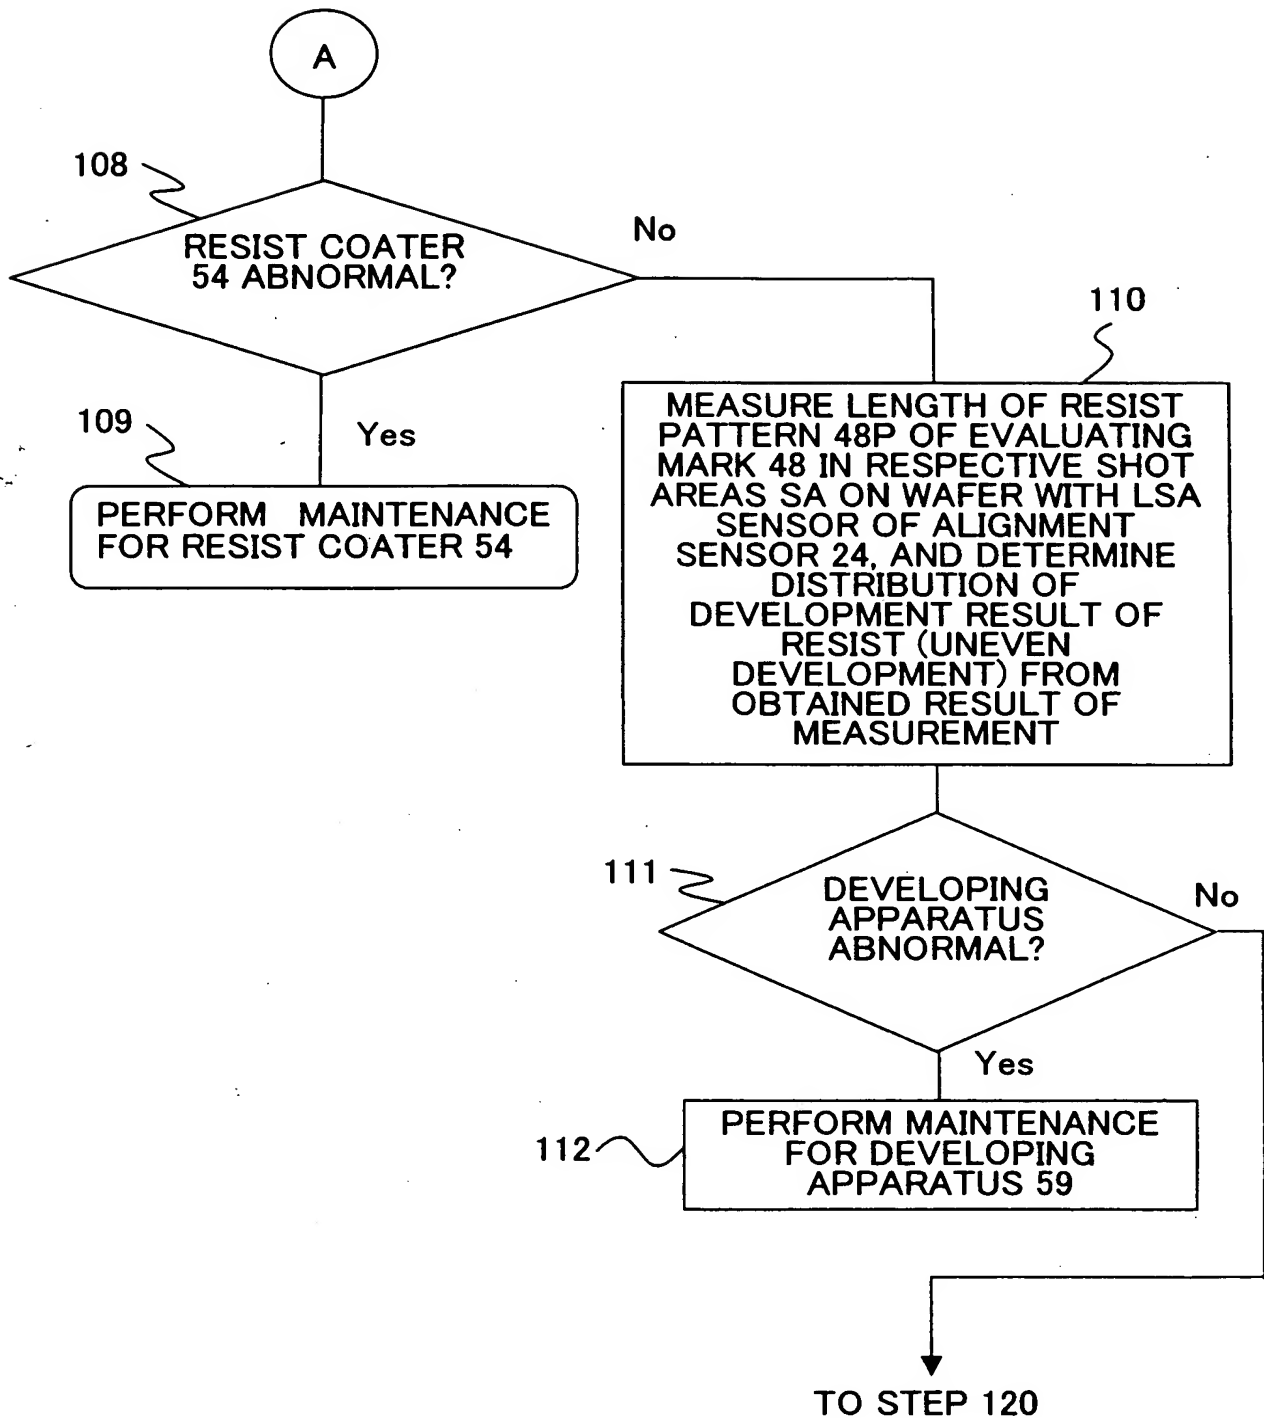 A
108
RESIST COATER
54 ABNORMAL?
No
110
109
Yes
PERFORM MAINTENANCE
FOR RESIST COATER 54
MEASURE LENGTH OF RESIST
PATTERN 48P OF EVALUATING
MARK 48 IN RESPECTIVE SHOT
AREAS SA ON WAFER WITH LSA
SENSOR OF ALIGNMENT
SENSOR 24, AND DETERMINE
DISTRIBUTION OF
DEVELOPMENT RESULT OF
RESIST (UNEVEN
DEVELOPMENT) FROM
OBTAINED RESULT OF
MEASUREMENT
111
DEVELOPING
APPARATUS
ABNORMAL?
No
Yes
112
PERFORM MAINTENANCE
FOR DEVELOPING
APPARATUS 59
TO STEP 120